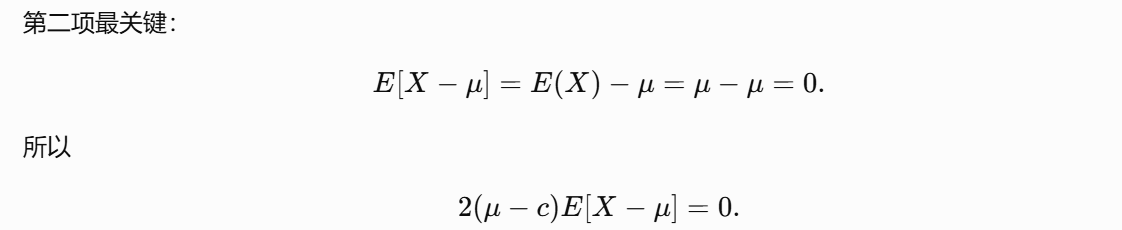 第二项最关键：
E[X − μ] = E(X) − μ = μ − μ = 0.
所以
2(μ − c)E[X − μ] = 0.